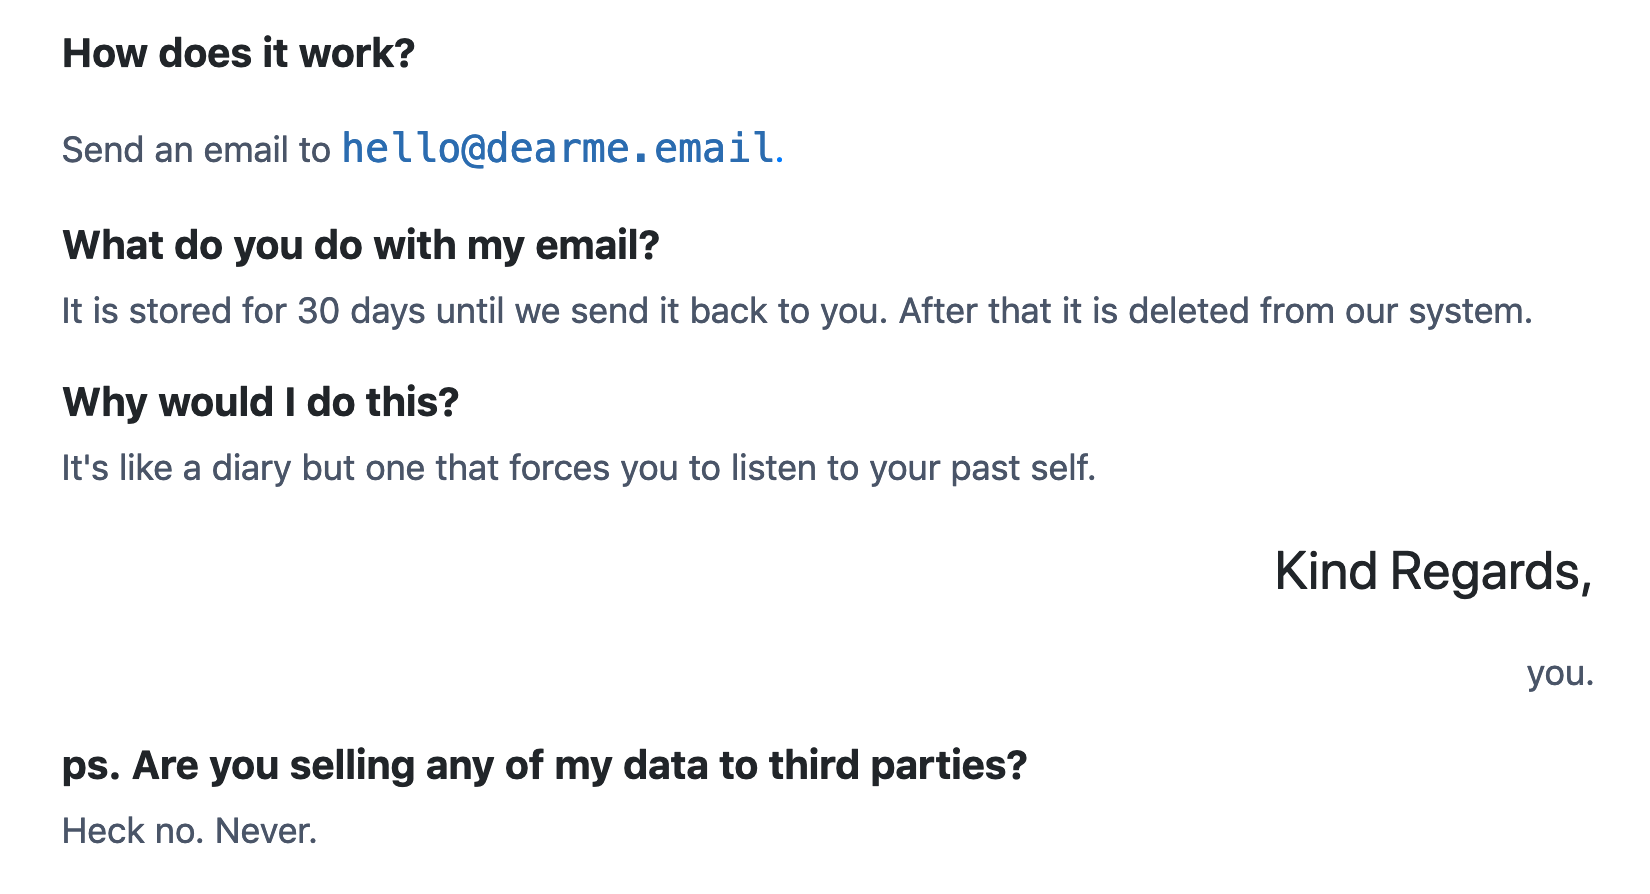 How does it work?
Send an email to hello@dearme.email.
What do you do with my email?
It is stored for 30 days until we send it back to you. After that it is deleted from our system.
Why would I do this?
It's like a diary but one that forces you to listen to your past self.
Kind Regards,
you.
ps. Are you selling any of my data to third parties?
Heck no. Never.